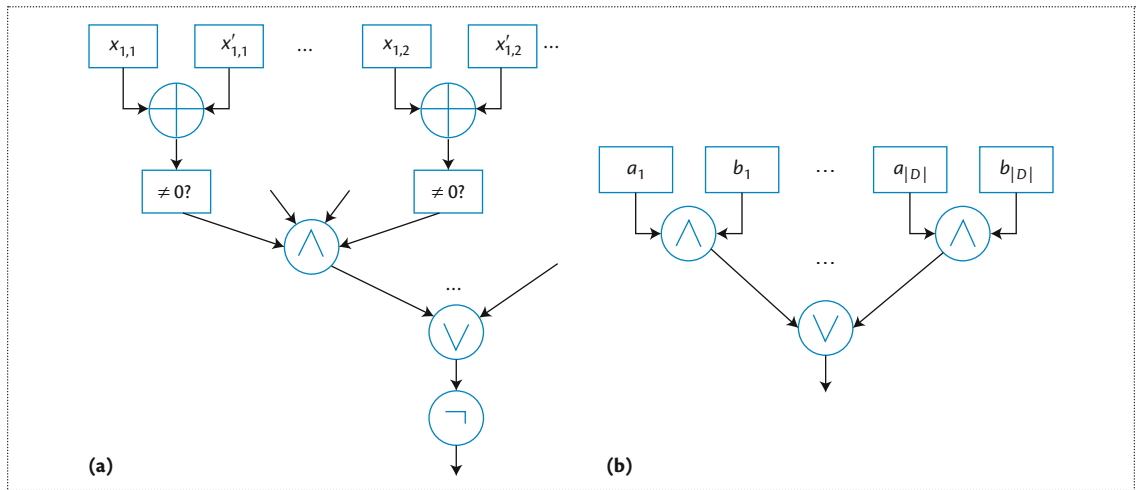 x₁,₁ x′₁,₁ ... x₁,₂ x′₁,₂ ...
≠ 0? ≠ 0?
∧
...
∨
¬
(a)
a₁ b₁ ... a|D| b|D|
∧ ∧
...
∨
(b)